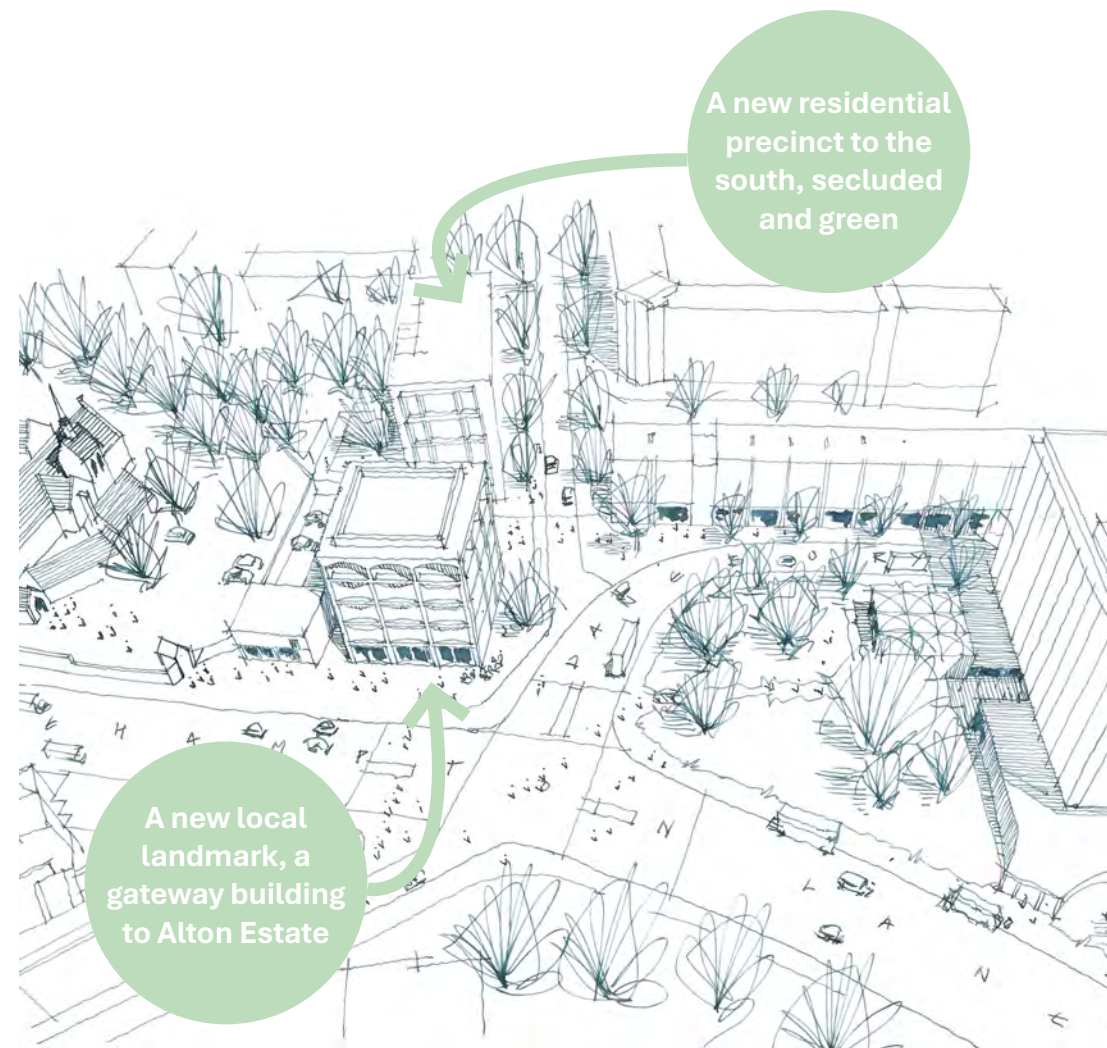 A new residential
precinct to the
south, secluded
and green
A new local
landmark, a
gateway building
to Alton Estate